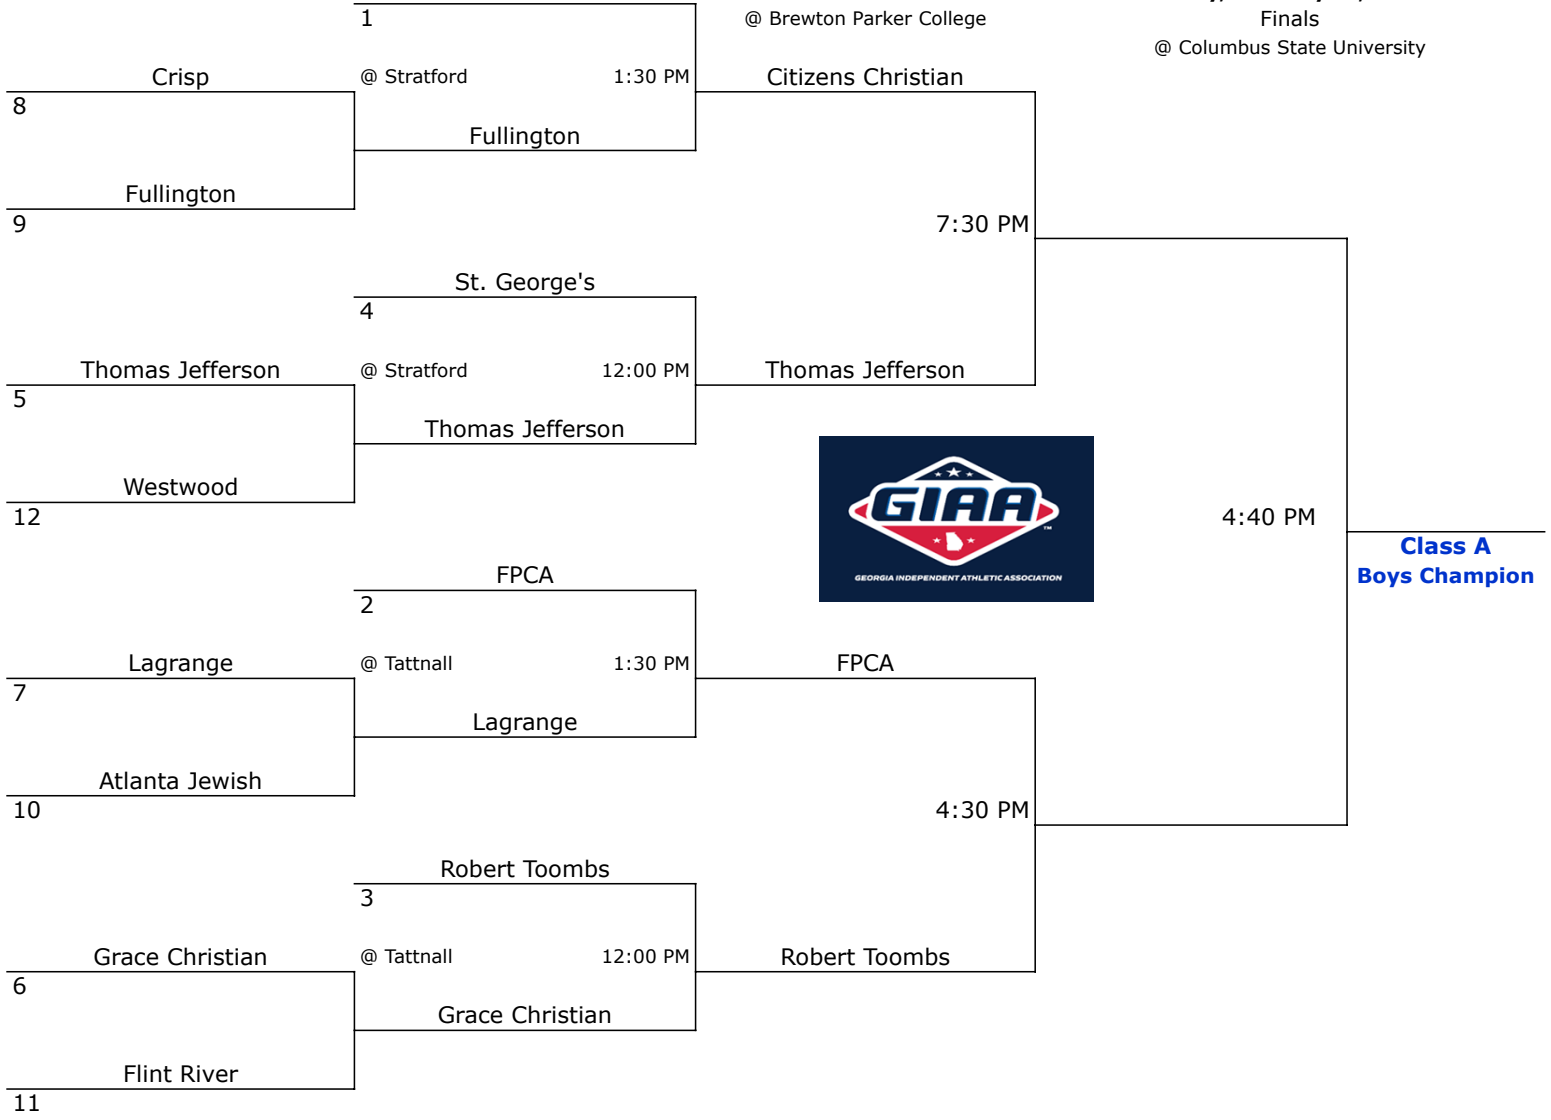 Finals
@ Brewton Parker College
@ Columbus State University
1
Crisp
@ Stratford 1:30 PM
Citizens Christian
8
Fullington
Fullington
9
7:30 PM
St. George's
4
Thomas Jefferson
@ Stratford 12:00 PM
Thomas Jefferson
5
Thomas Jefferson
Westwood
12
GIAA
TM
GEORGIA INDEPENDENT ATHLETIC ASSOCIATION
4:40 PM
Class A
Boys Champion
FPCA
2
Lagrange
@ Tattnall 1:30 PM
FPCA
7
Lagrange
Atlanta Jewish
10
4:30 PM
Robert Toombs
3
Grace Christian
@ Tattnall 12:00 PM
Robert Toombs
6
Grace Christian
Flint River
11